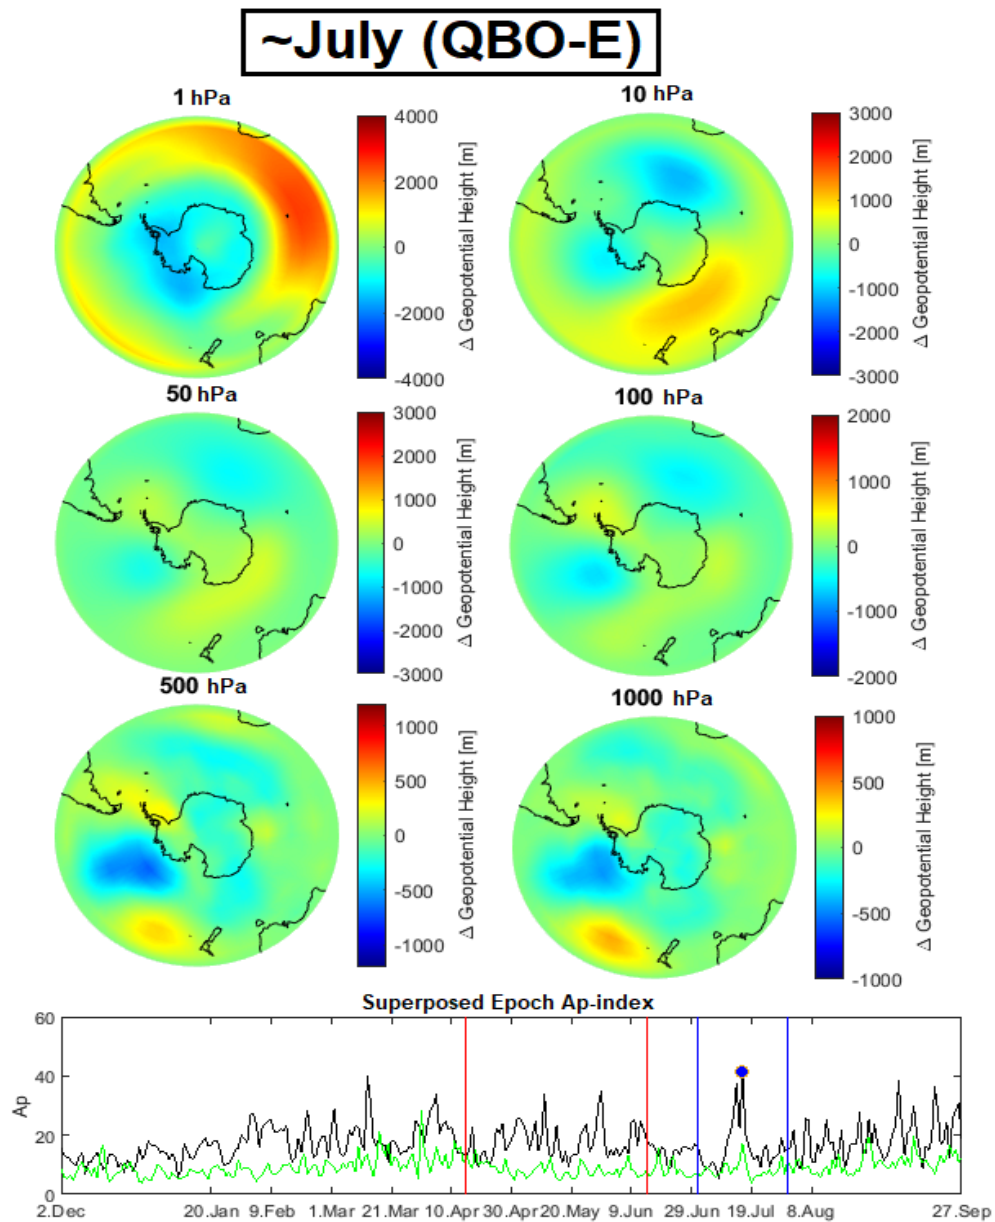 ~July (QBO-E)
1 hPa
10 hPa
4000
2000
0
-2000
-4000
Δ Geopotential Height [m]
3000
2000
1000
0
-1000
-2000
-3000
Δ Geopotential Height [m]
50 hPa
100 hPa
3000
2000
1000
0
-1000
-2000
-3000
Δ Geopotential Height [m]
2000
1000
0
-1000
-2000
Δ Geopotential Height [m]
500 hPa
1000 hPa
1000
500
0
-500
-1000
Δ Geopotential Height [m]
1000
500
0
-500
-1000
Δ Geopotential Height [m]
Superposed Epoch Ap-index
Ap
60
40
20
0
2.Dec 20.Jan 9.Feb 1.Mar 21.Mar 10.Apr 30.Apr 20.May 9.Jun 29.Jun 19.Jul 8.Aug 27.Sep